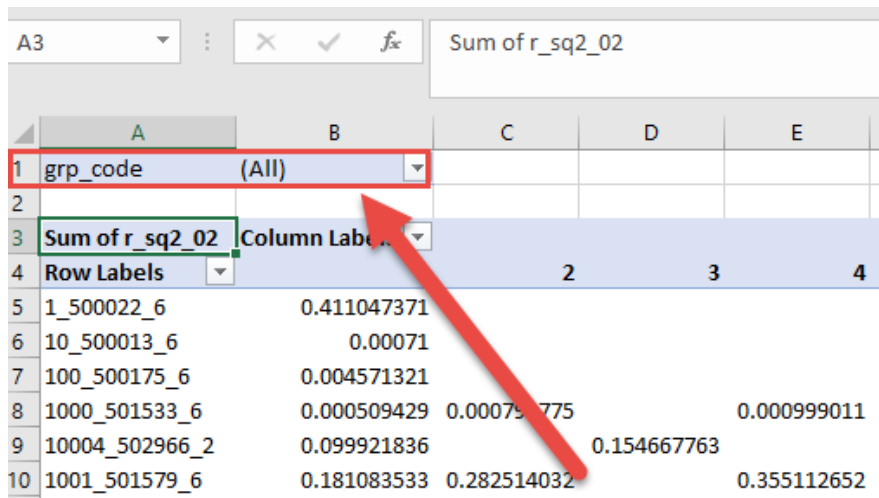 A3 fx Sum of r_sq2_02
A B C D E
1 grp_code (All)
2
3 Sum of r_sq2_02 Column
4 Row Labels 2 3 4
5 1_500022_6 0.411047371
6 10_500013_6 0.00071
7 100_500175_6 0.004571321
8 1000_501533_6 0.000509429 0.000999011
9 10004_502966_2 0.099921836 0.154667763
10 1001_501579_6 0.181083533 0.282514032 0.355112652